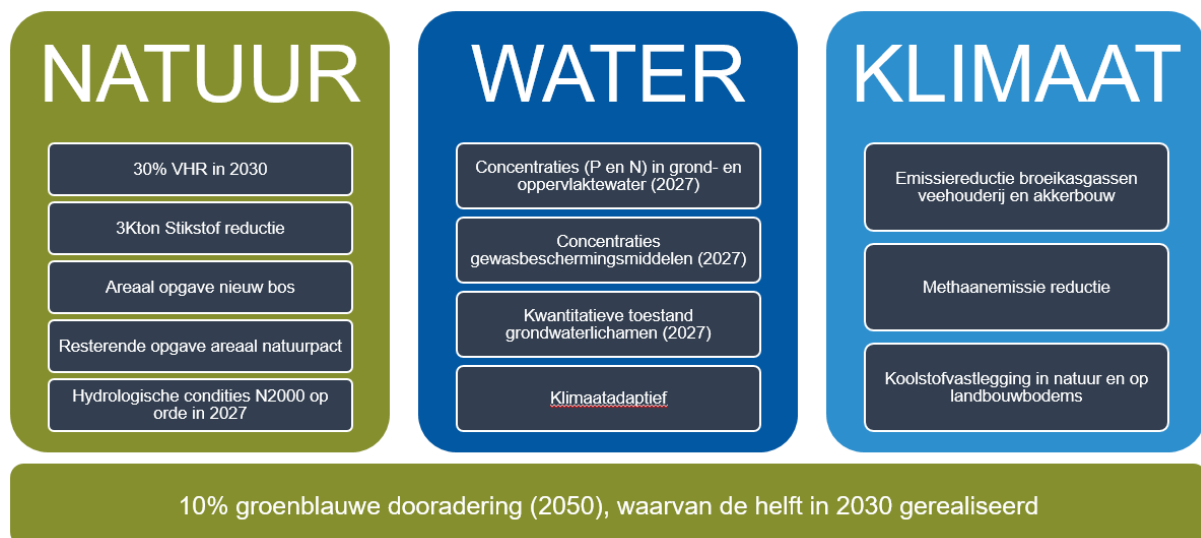 NATUUR
30% VHR in 2030
3Kton Stikstof reductie
Areaal opgave nieuw bos
Resterende opgave areaal natuurpact
Hydrologische condities N2000 op
orde in 2027
WATER
Concentraties (P en N) in grond- en
oppervlaktewater (2027)
Concentraties
gewasbeschermingsmiddelen (2027)
Kwantitatieve toestand
grondwaterlichamen (2027)
Klimaatadaptief
KLIMAAT
Emissiereductie broeikasgassen
veehouderij en akkerbouw
Methaanemissie reductie
Koolstofvastlegging in natuur en op
landbouwbodems
10% groenblauwe dooradering (2050), waarvan de helft in 2030 gerealiseerd